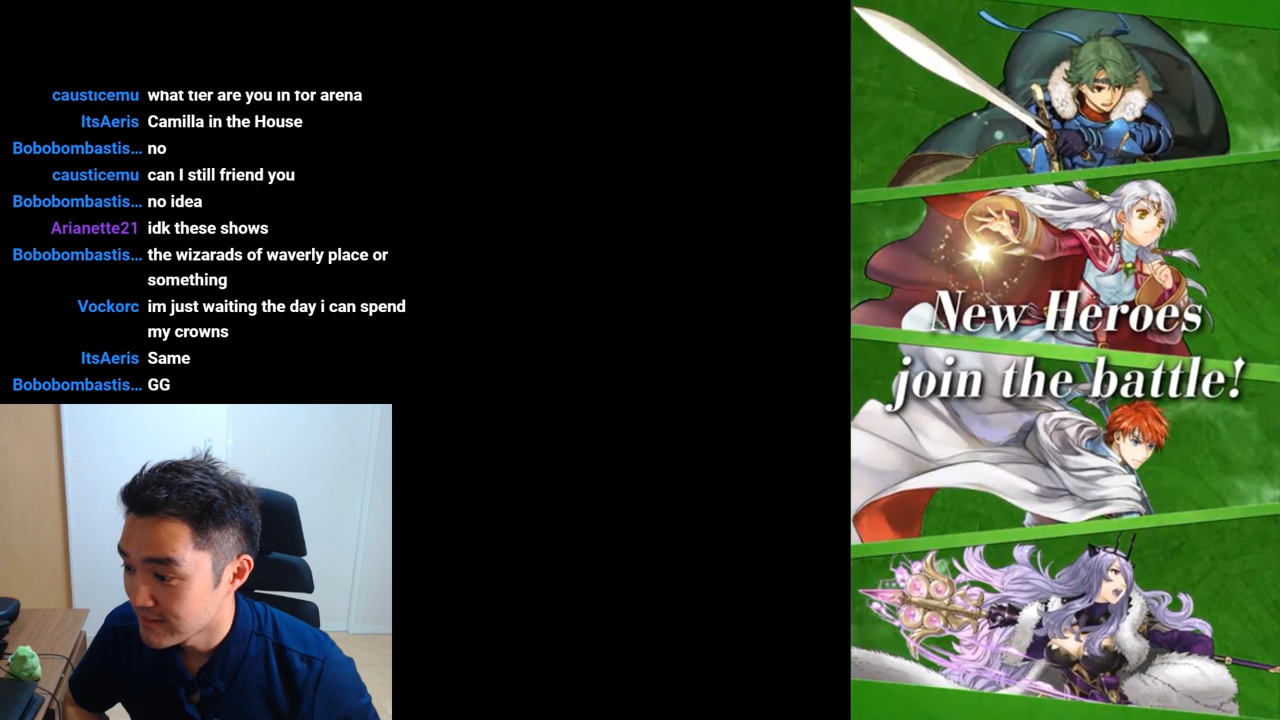 causticemu what tier are you in for arena
ItsAeris Camilla in the House
Bobobombastis... no
causticemu can I still friend you
Bobobombastis... no idea
Arianette21 idk these shows
Bobobombastis... the wizarads of waverly place or
something
Vockorc im just waiting the day i can spend
my crowns
ItsAeris Same
Bobobombastis... GG
New Heroes
join the battle!